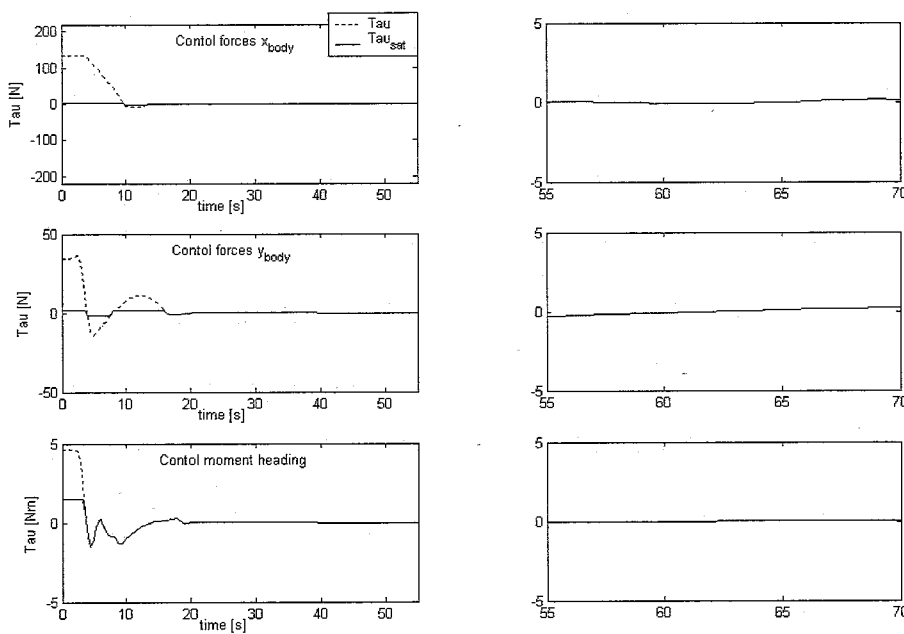 Tau
Tau_sat
Contol forces x_body
Tau [N]
200
100
0
-100
-200
0 10 20 30 40 50
time [s]
5
0
-5
55 60 65 70
Contol forces y_body
Tau [N]
50
0
-50
0 10 20 30 40 50
time [s]
5
0
-5
55 60 65 70
Contol moment heading
Tau [Nm]
5
0
-5
0 10 20 30 40 50
time [s]
5
0
-5
55 60 65 70